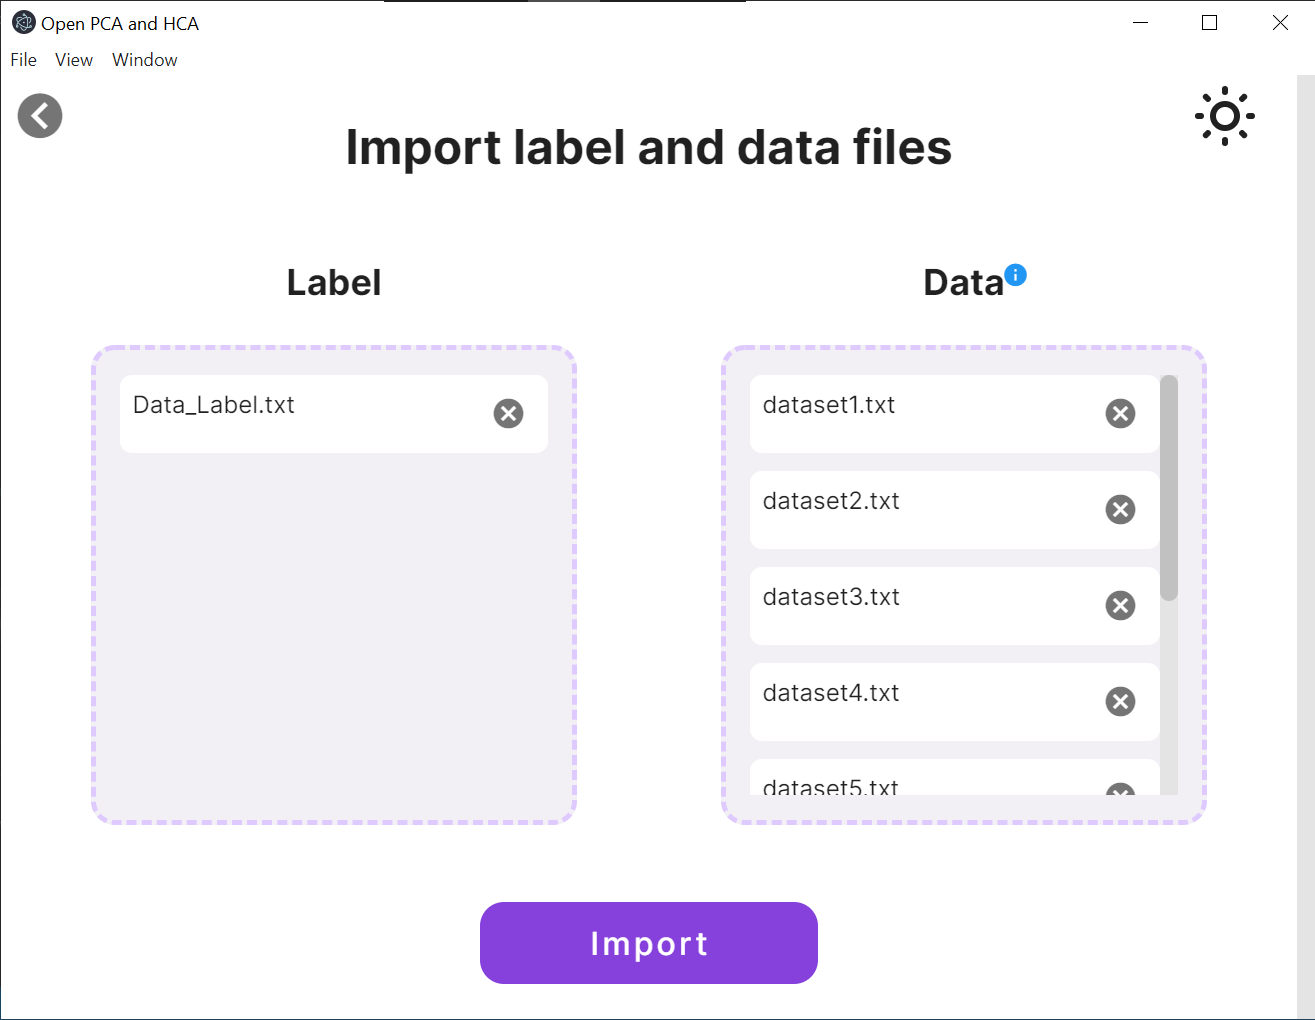 Open PCA and HCA
File View Window
Import label and data files
Label
Data
Data_Label.txt
dataset1.txt
dataset2.txt
dataset3.txt
dataset4.txt
dataset5.txt
Import